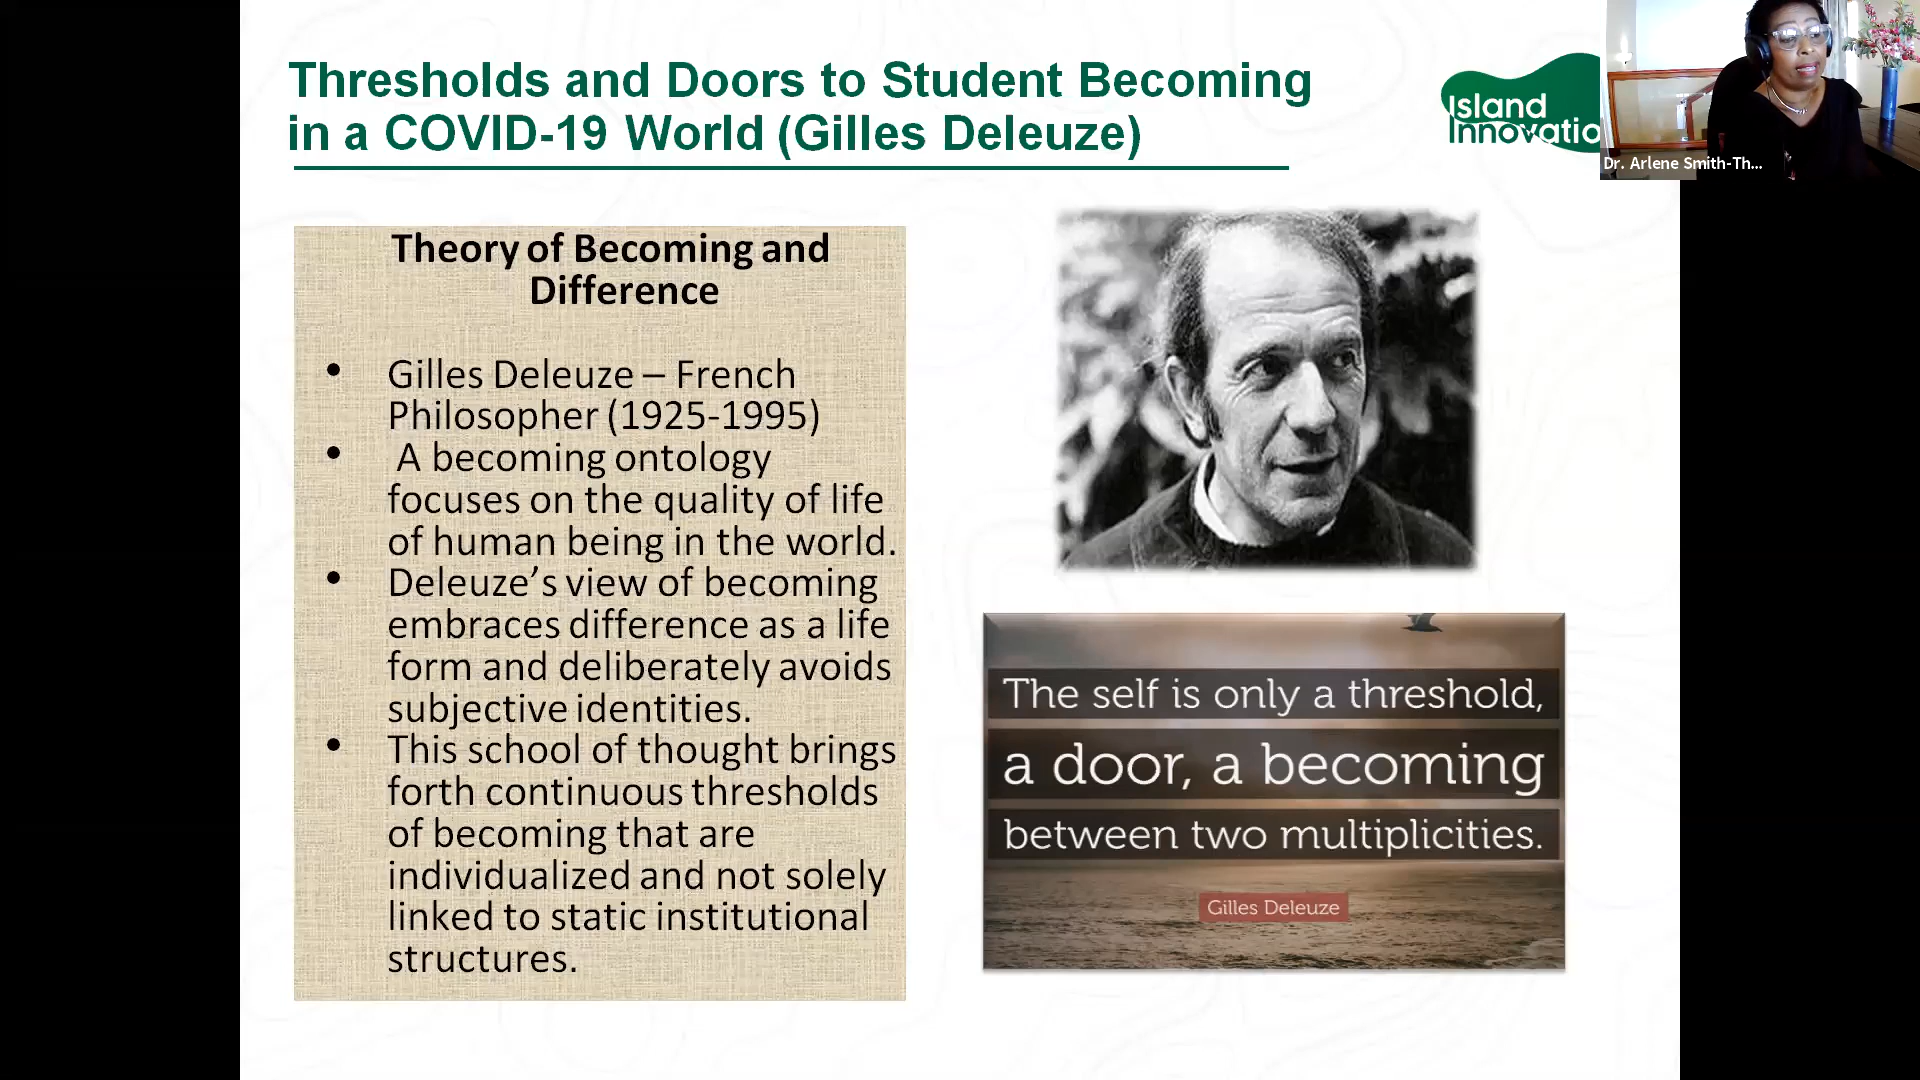 Thresholds and Doors to Student Becoming
in a COVID-19 World (Gilles Deleuze)
Island
Innovatio
Dr. Arlene Smith-Th...
Theory of Becoming and
Difference
• Gilles Deleuze – French
Philosopher (1925-1995)
• A becoming ontology
focuses on the quality of life
of human being in the world.
• Deleuze’s view of becoming
embraces difference as a life
form and deliberately avoids
subjective identities.
• This school of thought brings
forth continuous thresholds
of becoming that are
individualized and not solely
linked to static institutional
structures.
The self is only a threshold,
a door, a becoming
between two multiplicities.
Gilles Deleuze